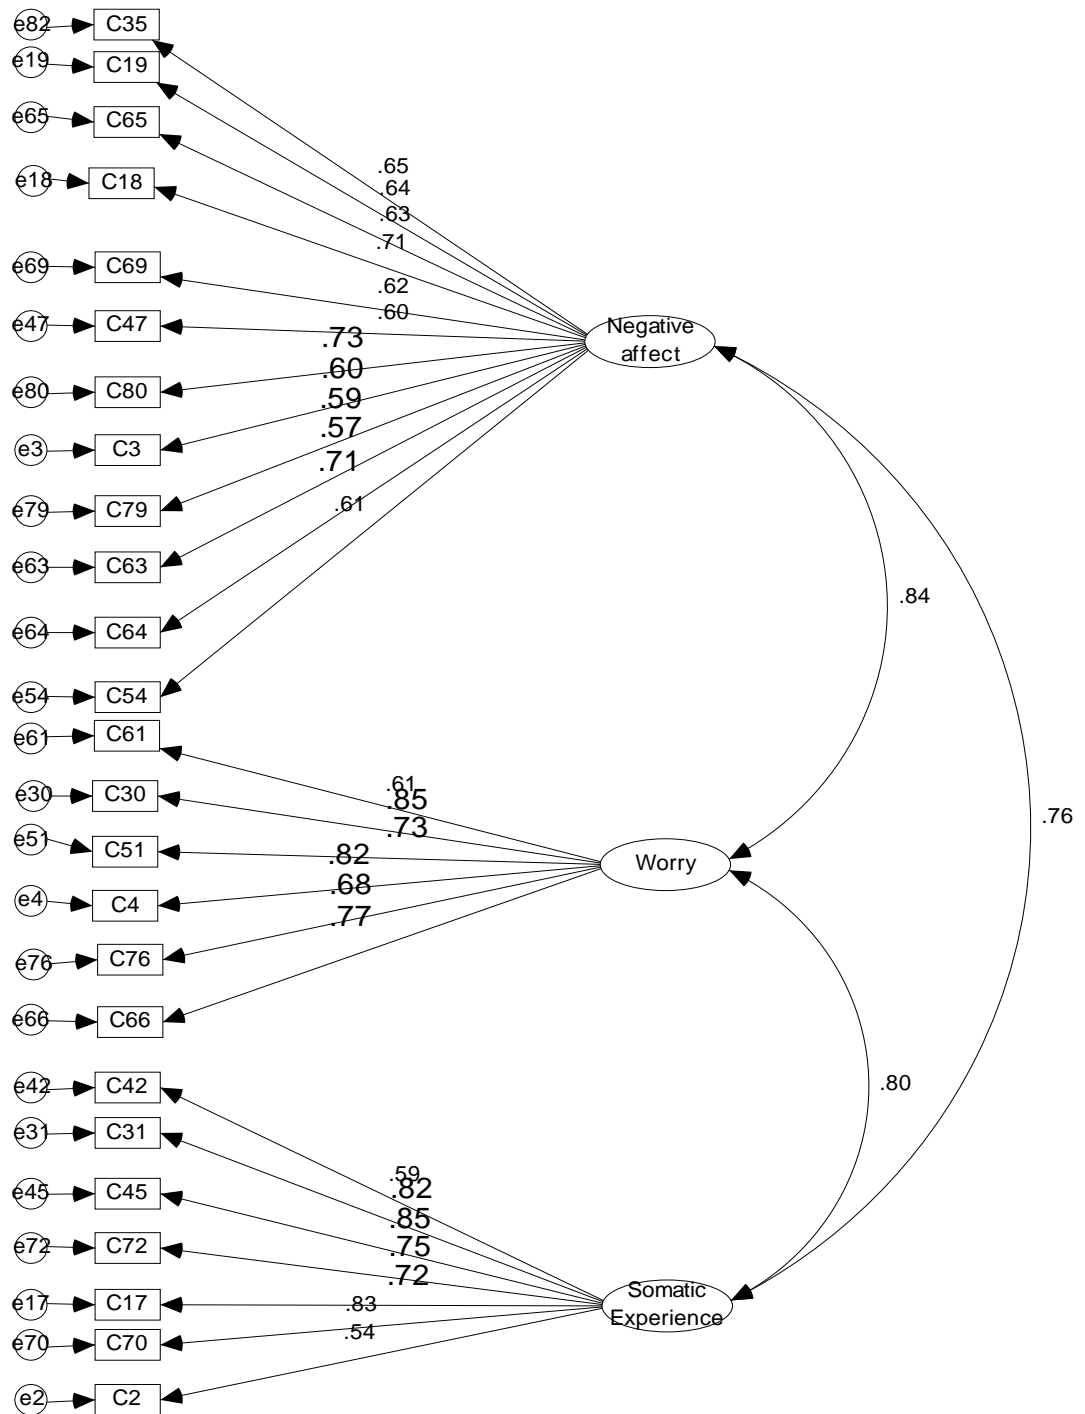 e82 C35
e19 C19
e65 C65
e18 C18
.65
.64
.63
.71
e69 C69
.62
e47 C47
.60
Negative
affect
.73
e80 C80
.60
.59
e3 C3
.57
.71
e79 C79
.61
e63 C63
.84
e64 C64
e54 C54
e61 C61
.61
e30 C30
.85
.76
.73
e51 C51
.82
Worry
.68
e4 C4
.77
e76 C76
e66 C66
e42 C42
.80
e31 C31
.59
e45 C45
.82
.85
e72 C72
.75
.72
Somatic
Experience
e17 C17
.83
e70 C70
.54
e2 C2